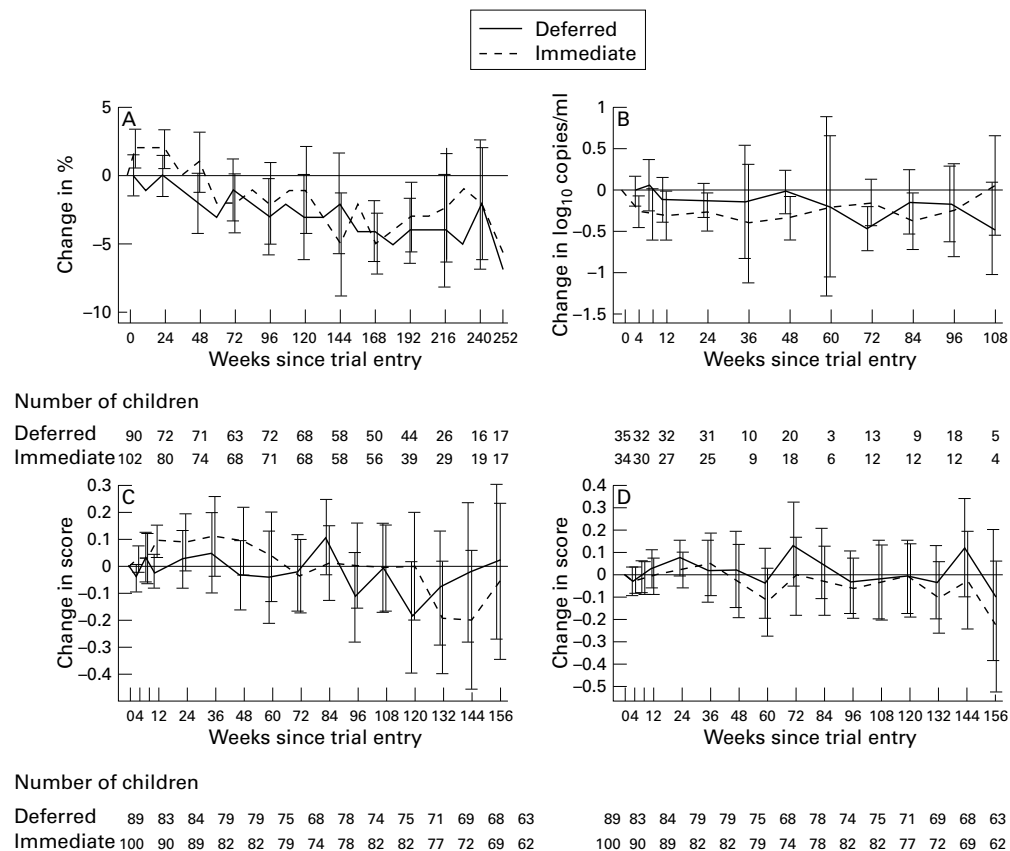 Deferred
Immediate
A
5
0
−5
−10
Change in %
0 24 48 72 96 120 144 168 192 216 240 252
Weeks since trial entry
B
1
0.5
0
−0.5
−1
−1.5
Change in log10 copies/ml
0 4 12 24 36 48 60 72 84 96 108
Weeks since trial entry
Number of children
Deferred 90 72 71 63 72 68 58 50 44 26 16 17 35 32 32 31 10 20 3 13 9 18 5
Immediate 102 80 74 68 71 68 58 56 39 29 19 17 34 30 27 25 9 18 6 12 12 12 4
C
0.3
0.2
0.1
0
−0.1
−0.2
−0.3
−0.4
Change in score
0 4 12 24 36 48 60 72 84 96 108 120 132 144 156
Weeks since trial entry
D
0.4
0.3
0.2
0.1
0
−0.1
−0.2
−0.3
−0.4
−0.5
Change in score
0 4 12 24 36 48 60 72 84 96 108 120 132 144 156
Weeks since trial entry
Number of children
Deferred 89 83 84 79 79 75 68 78 74 75 71 69 68 63 89 83 84 79 79 75 68 78 74 75 71 69 68 63
Immediate 100 90 89 82 82 79 74 78 82 82 77 72 69 62 100 90 89 82 82 79 74 78 82 82 77 72 69 62